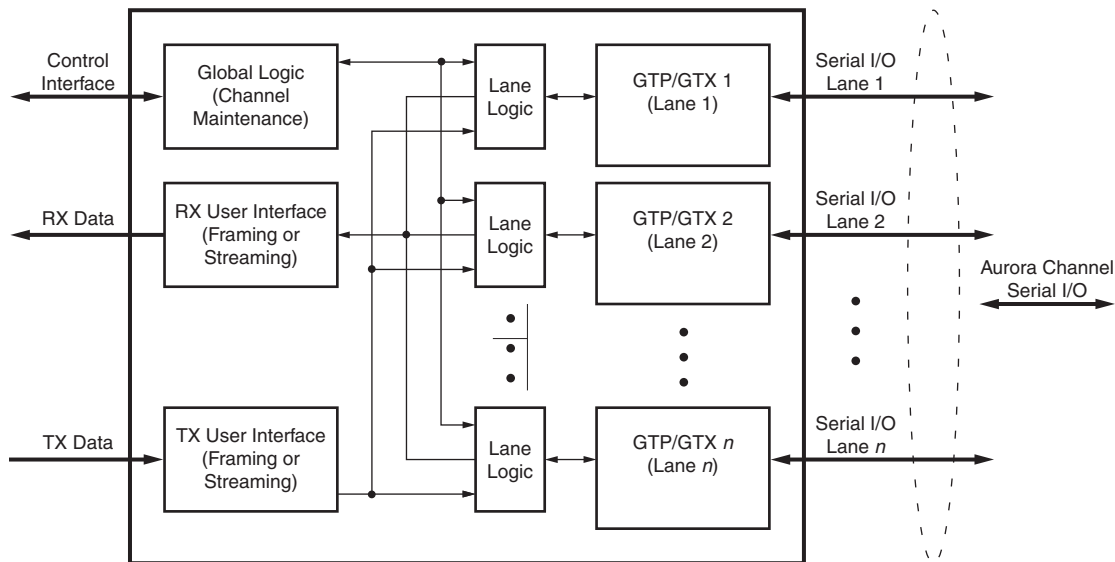 Control
Interface
Global Logic
(Channel
Maintenance)
Lane
Logic
GTP/GTX 1
(Lane 1)
Serial I/O
Lane 1
RX Data
RX User Interface
(Framing or
Streaming)
Lane
Logic
GTP/GTX 2
(Lane 2)
Serial I/O
Lane 2
Aurora Channel
Serial I/O
TX Data
TX User Interface
(Framing or
Streaming)
Lane
Logic
GTP/GTX n
(Lane n)
Serial I/O
Lane n